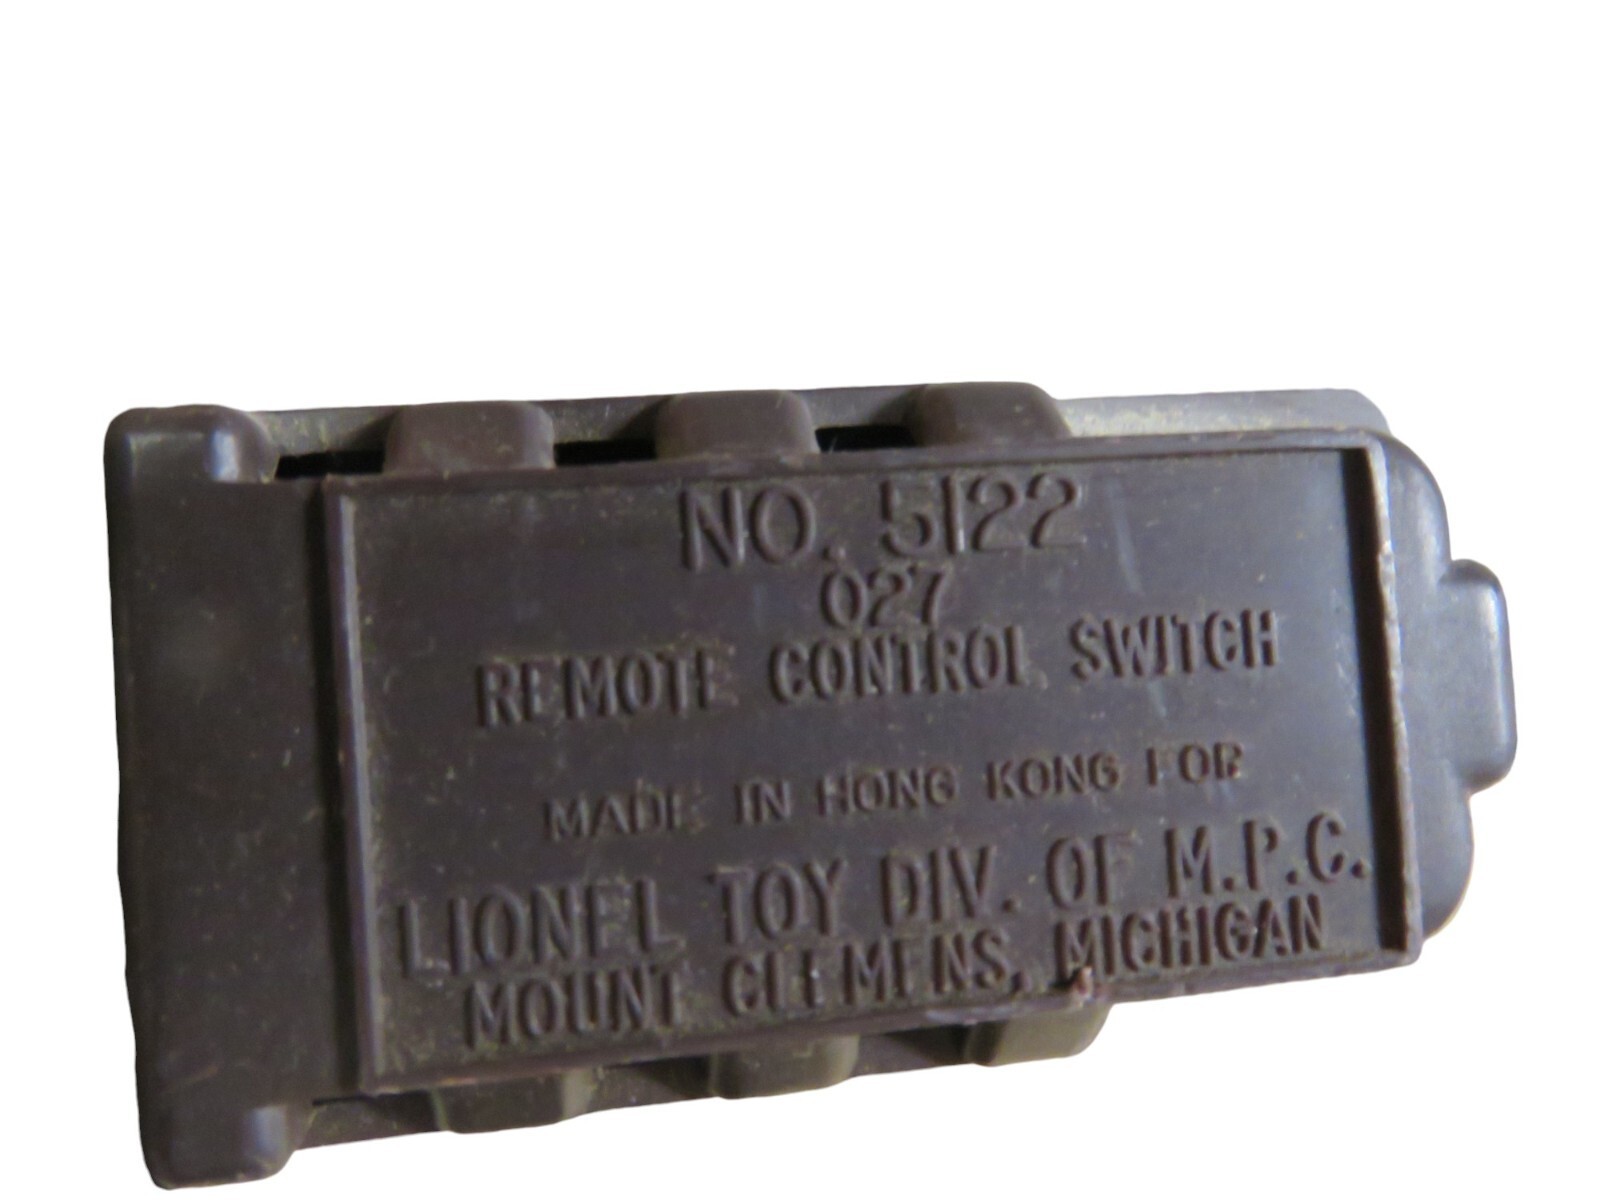 NO. 5122
027
REMOTE CONTROL SWITCH
MADE IN HONG KONG FOR
LIONEL TOY DIV. OF M.P.C.
MOUNT CLEMENS, MICHIGAN